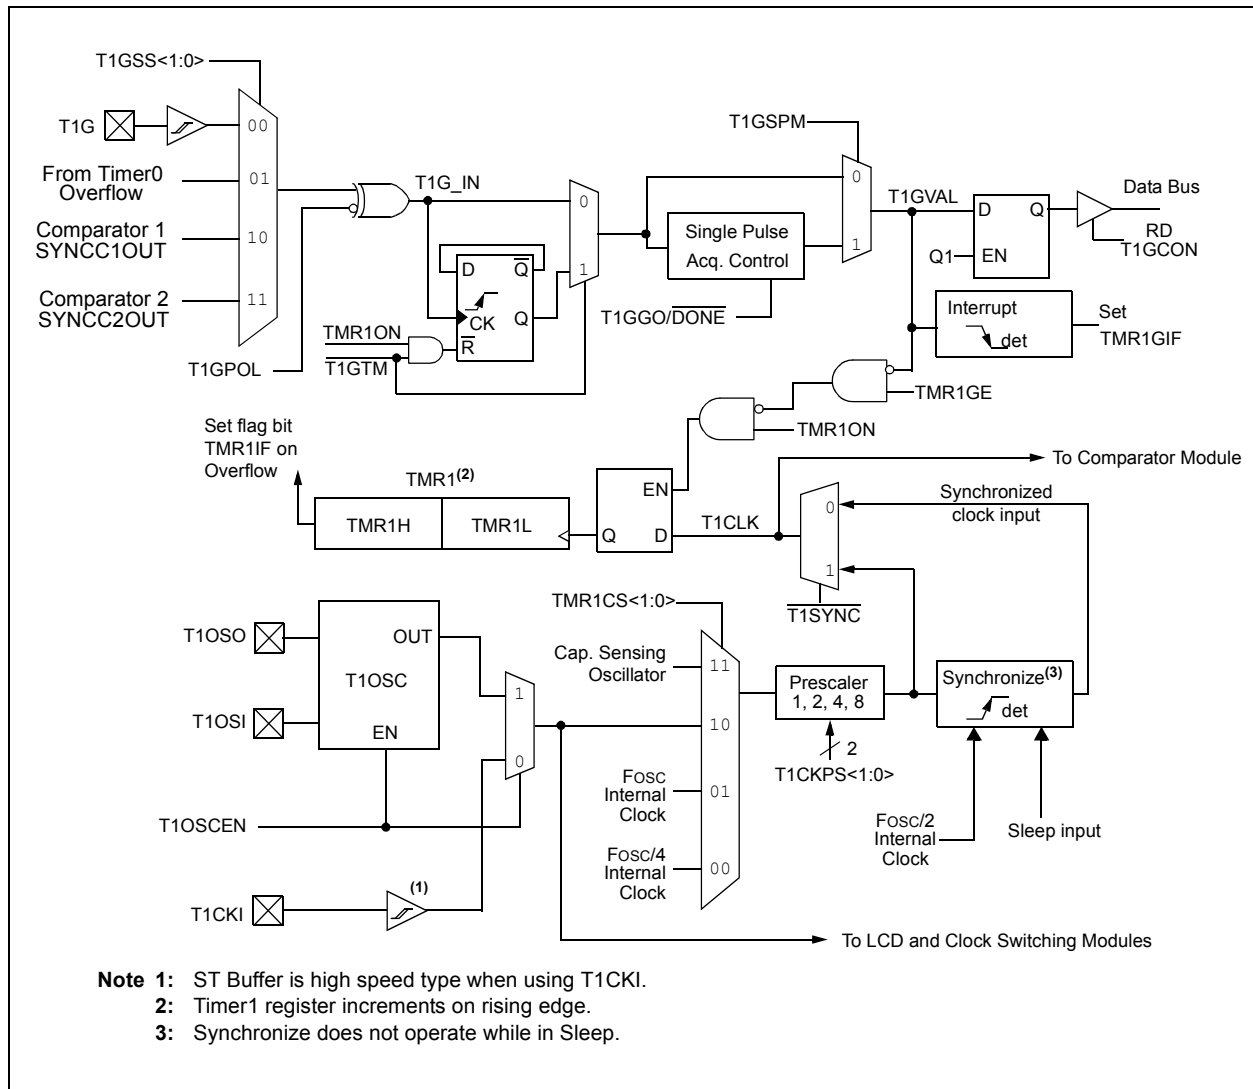 T1GSS<1:0>
T1G
00
From Timer0
Overflow
01
Comparator 1
SYNCC1OUT
10
Comparator 2
SYNCC2OUT
11
T1GPOL
T1G_IN
D
Q
CK
Q
R
TMR1ON
T1GTM
0
1
Single Pulse
Acq. Control
T1GGO/DONE
T1GSPM
0
1
T1GVAL
D
Q
Q1
EN
Data Bus
RD
T1GCON
Interrupt
det
Set
TMR1GIF
TMR1GE
TMR1ON
Set flag bit
TMR1IF on
Overflow
TMR1(2)
TMR1H
TMR1L
EN
Q
D
T1CLK
To Comparator Module
Synchronized
clock input
0
1
T1SYNC
T1OSO
T1OSI
OUT
T1OSC
EN
T1OSCEN
T1CKI
(1)
1
0
TMR1CS<1:0>
Cap. Sensing
Oscillator
11
10
FOSC
Internal
Clock
01
FOSC/4
Internal
Clock
00
Prescaler
1, 2, 4, 8
2
T1CKPS<1:0>
Synchronize(3)
det
FOSC/2
Internal
Clock
Sleep input
To LCD and Clock Switching Modules
Note 1: ST Buffer is high speed type when using T1CKI.
2: Timer1 register increments on rising edge.
3: Synchronize does not operate while in Sleep.